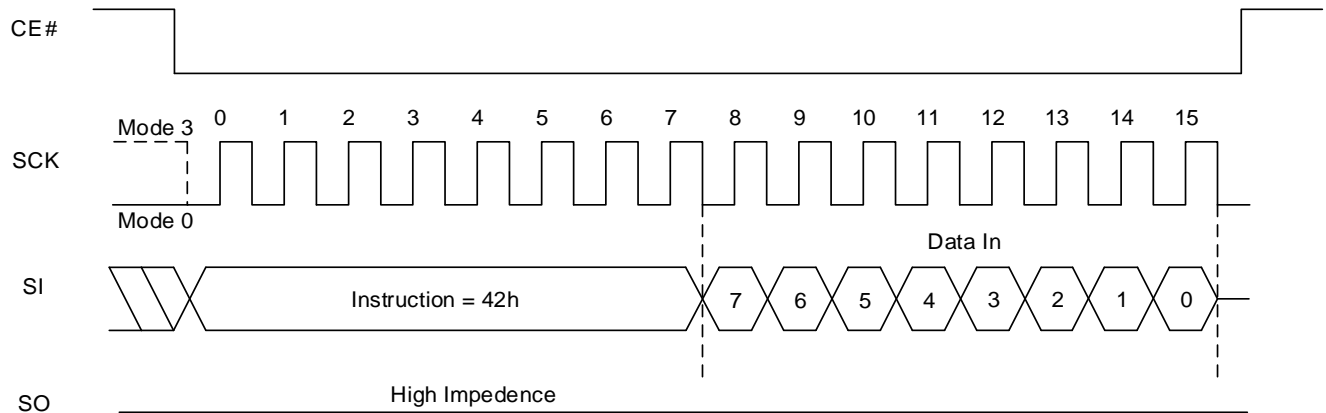 CE#
Mode 3
0 1 2 3 4 5 6 7 8 9 10 11 12 13 14 15
SCK
Mode 0
Data In
SI
Instruction = 42h
7 6 5 4 3 2 1 0
High Impedence
SO